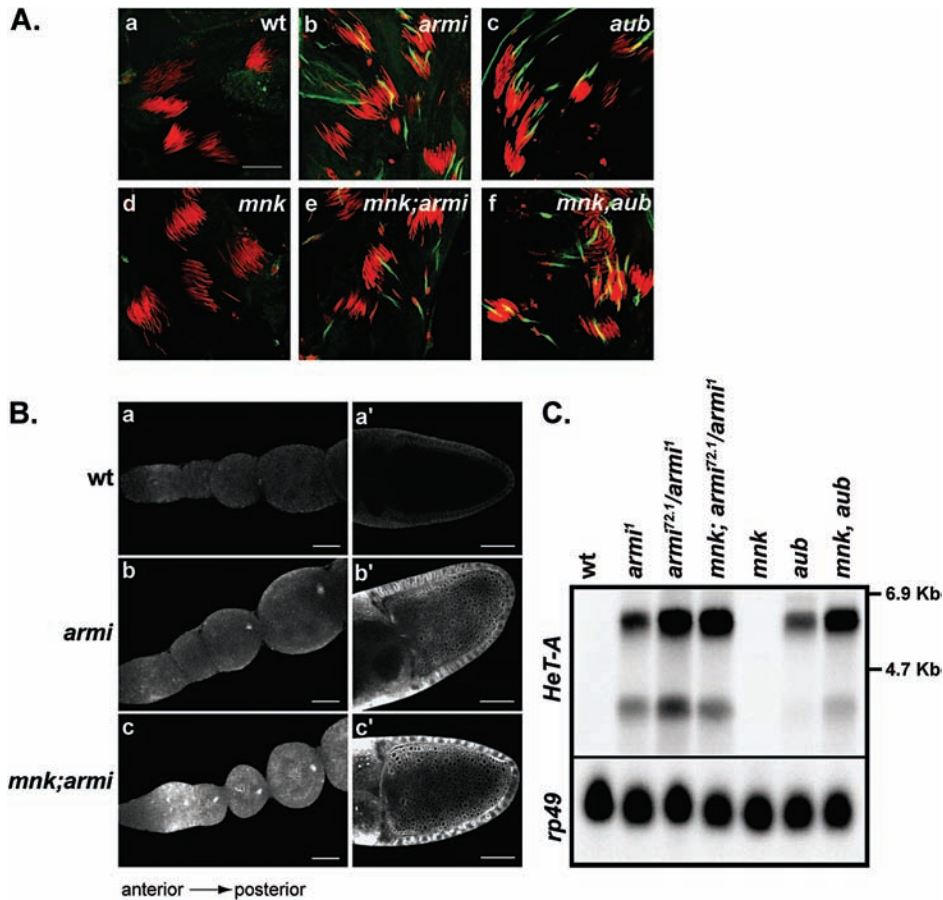 A.
a wt
b armi
c aub
d mnk
e mnk;armi
f mnk,aub
B.
a a'
wt
b b'
armi
c c'
mnk;armi
anterior → posterior
C.
wt
armi¹
armi⁷²·¹/armi¹
mnk; armi⁷²·¹/armi¹
mnk
aub
mnk, aub
6.9 Kb
4.7 Kb
HeT-A
rp49